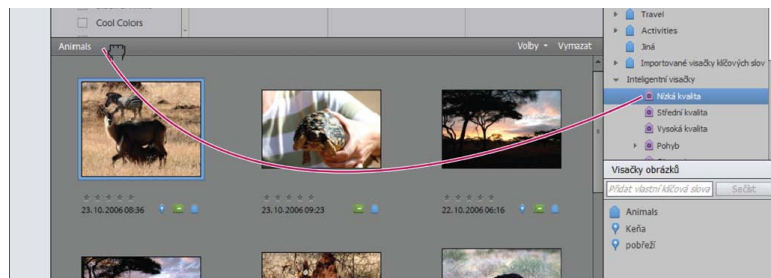 Cool Colors
Animals
Volby
Vymazat
23.10.2006 08:36
23.10.2006 09:23
22.10.2006 06:16
Travel
Activities
Jiná
Importované visačky klíčových slov
Inteligentní visačky
Nízká kvalita
Střední kvalita
Vysoká kvalita
Pohyb
Visačky obrázků
Přidat vlastní klíčová slova
Sečíst
Animals
Keňa
pobřeží